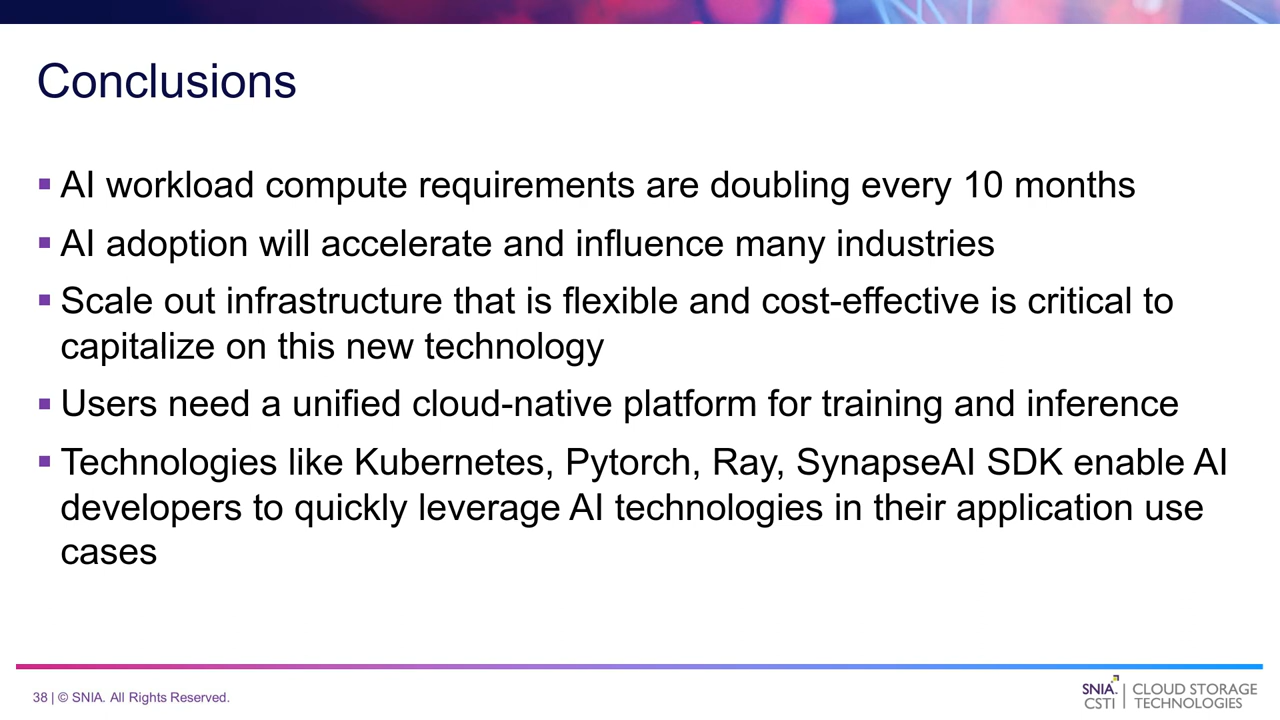 Conclusions
▪ AI workload compute requirements are doubling every 10 months
▪ AI adoption will accelerate and influence many industries
▪ Scale out infrastructure that is flexible and cost-effective is critical to
capitalize on this new technology
▪ Users need a unified cloud-native platform for training and inference
▪ Technologies like Kubernetes, Pytorch, Ray, SynapseAI SDK enable AI
developers to quickly leverage AI technologies in their application use
cases
38 | © SNIA. All Rights Reserved.
SNIA. | CLOUD STORAGE
CSTI | TECHNOLOGIES